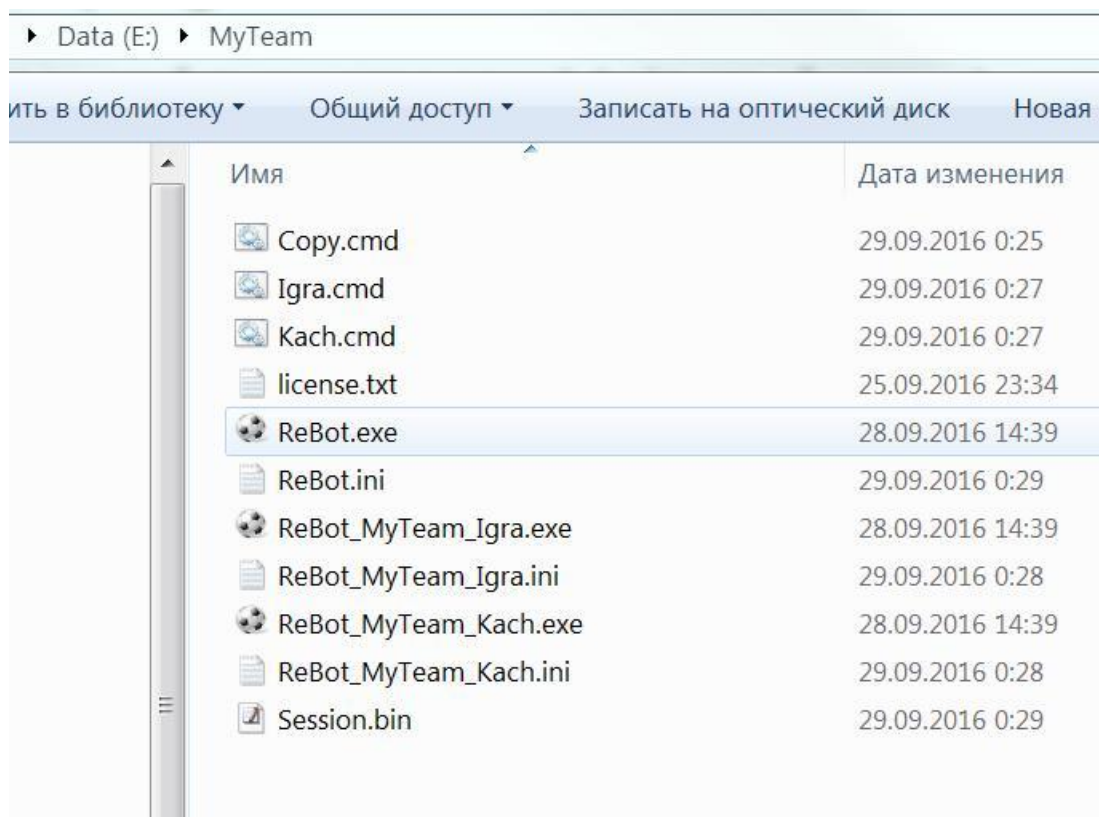 Data (E:) MyTeam
ить в библиотеку Общий доступ Записать на оптический диск Новая
Имя Дата изменения
Copy.cmd 29.09.2016 0:25
Igra.cmd 29.09.2016 0:27
Kach.cmd 29.09.2016 0:27
license.txt 25.09.2016 23:34
ReBot.exe 28.09.2016 14:39
ReBot.ini 29.09.2016 0:29
ReBot_MyTeam_Igra.exe 28.09.2016 14:39
ReBot_MyTeam_Igra.ini 29.09.2016 0:28
ReBot_MyTeam_Kach.exe 28.09.2016 14:39
ReBot_MyTeam_Kach.ini 29.09.2016 0:28
Session.bin 29.09.2016 0:29